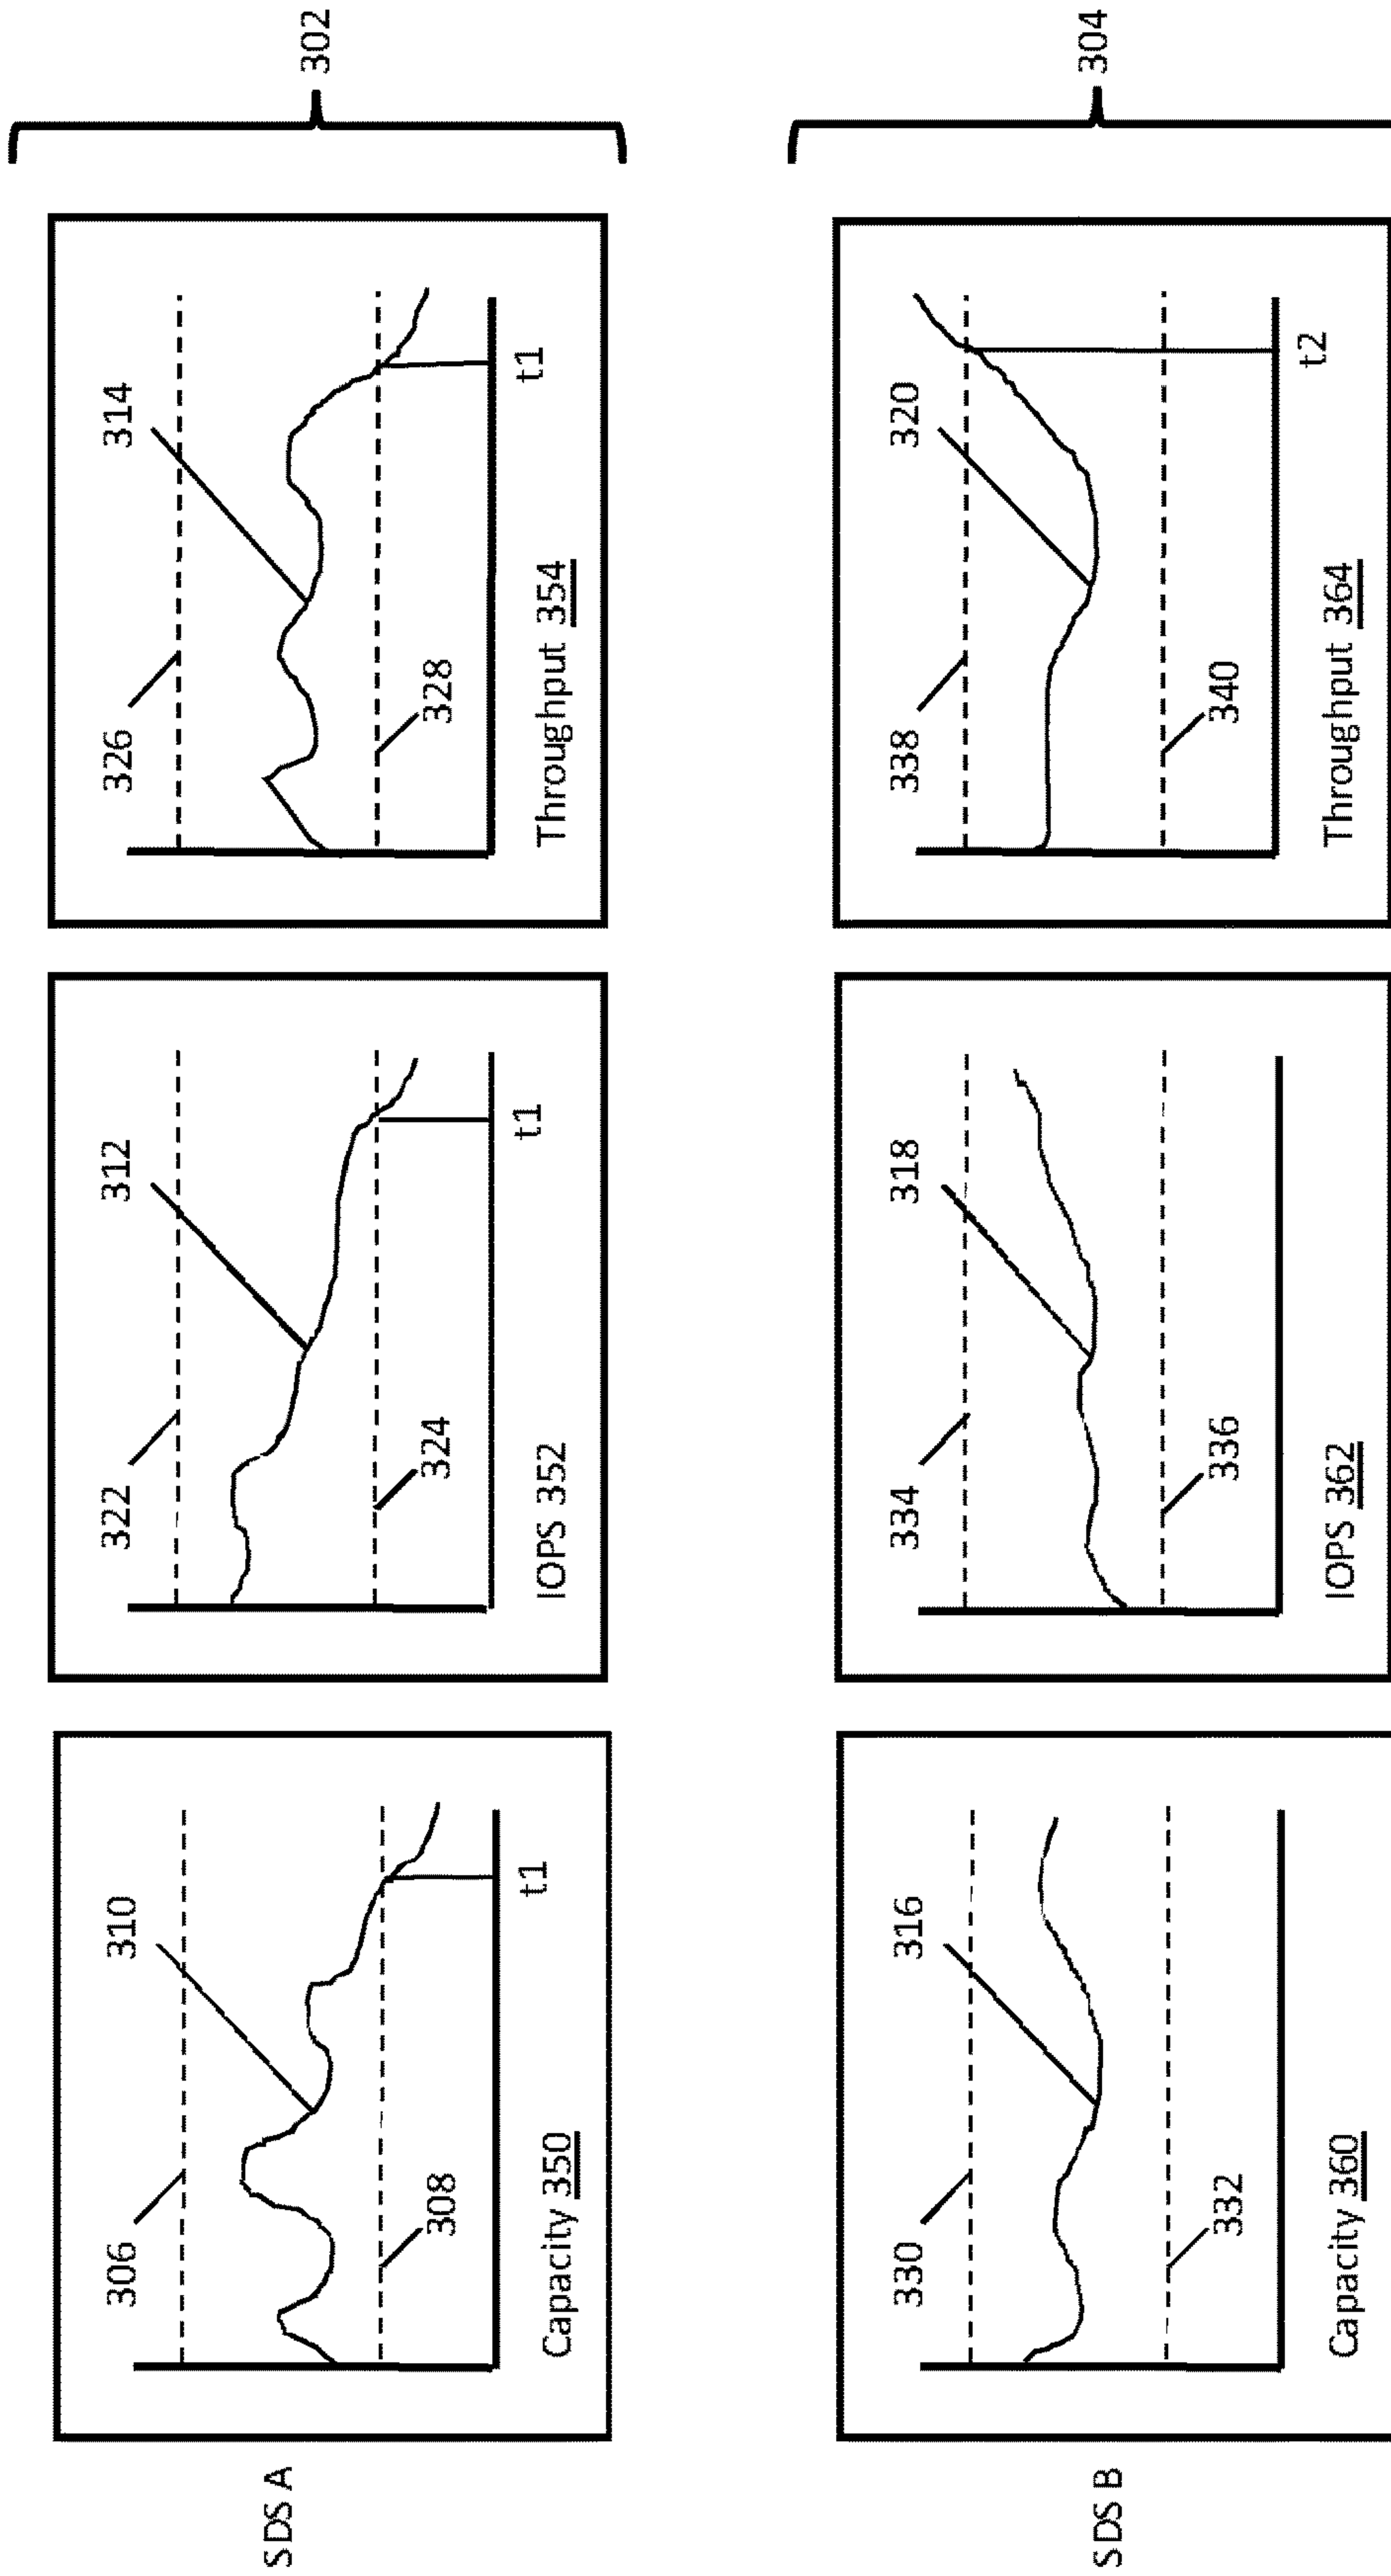 SDS A
306
310
308
t1
Capacity 350
322
312
324
t1
IOPS 352
326
314
328
t1
Throughput 354
302
SDS B
330
316
332
Capacity 360
334
318
336
IOPS 362
338
320
340
t2
Throughput 364
304